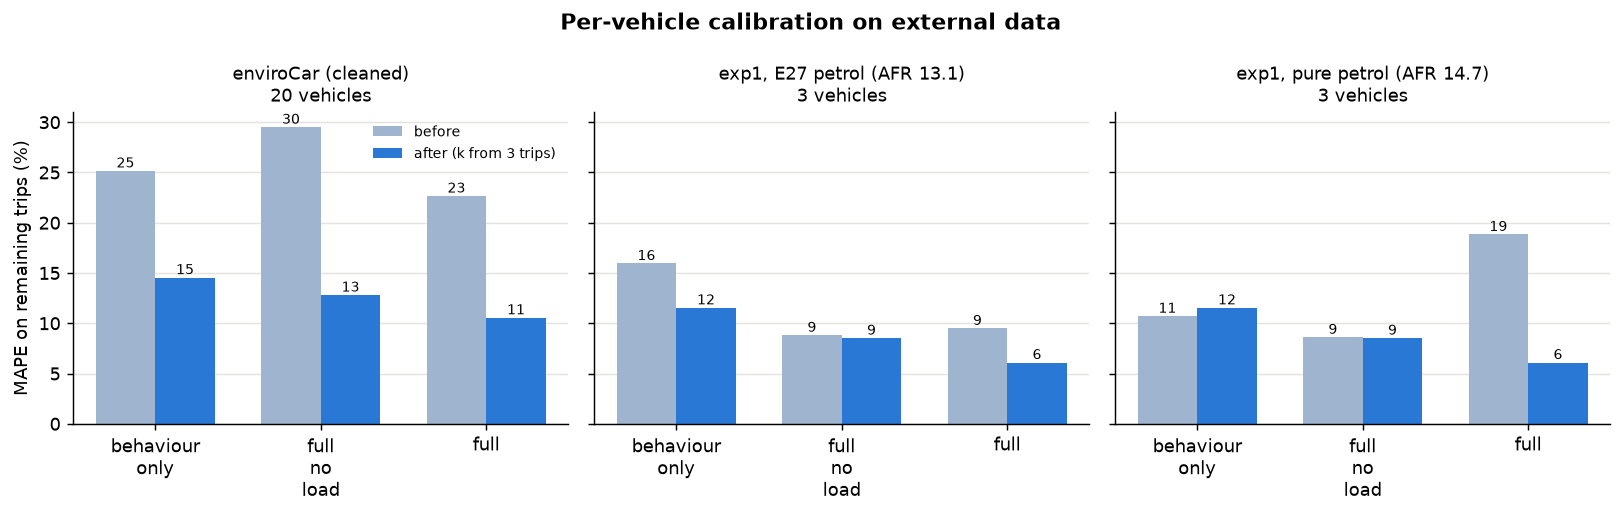 Per-vehicle calibration on external data
enviroCar (cleaned)
20 vehicles
MAPE on remaining trips (%)
30
25
20
15
10
5
0
before
after (k from 3 trips)
25
15
30
13
23
11
behaviour
only
full
no
load
full
exp1, E27 petrol (AFR 13.1)
3 vehicles
16
12
9
9
9
6
behaviour
only
full
no
load
full
exp1, pure petrol (AFR 14.7)
3 vehicles
11
12
9
9
19
6
behaviour
only
full
no
load
full